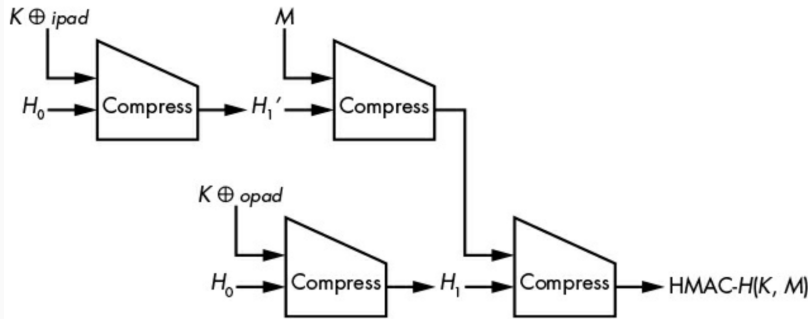 K ⊕ ipad
M
H₀
Compress
H₁′
Compress
K ⊕ opad
H₀
Compress
H₁
Compress
HMAC-H(K, M)